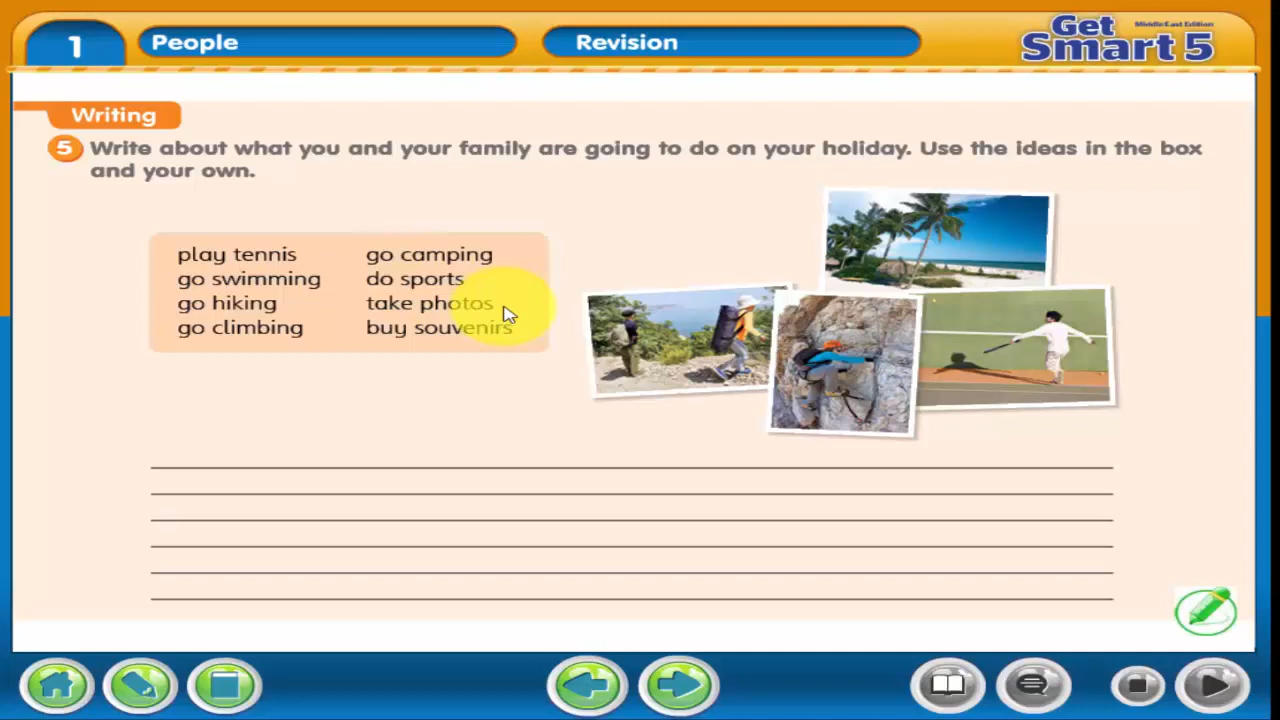 1
People
Revision
Get
Middle East Edition
Smart 5
Writing
5 Write about what you and your family are going to do on your holiday. Use the ideas in the box
and your own.
play tennis
go camping
go swimming
do sports
go hiking
take photos
go climbing
buy souvenirs